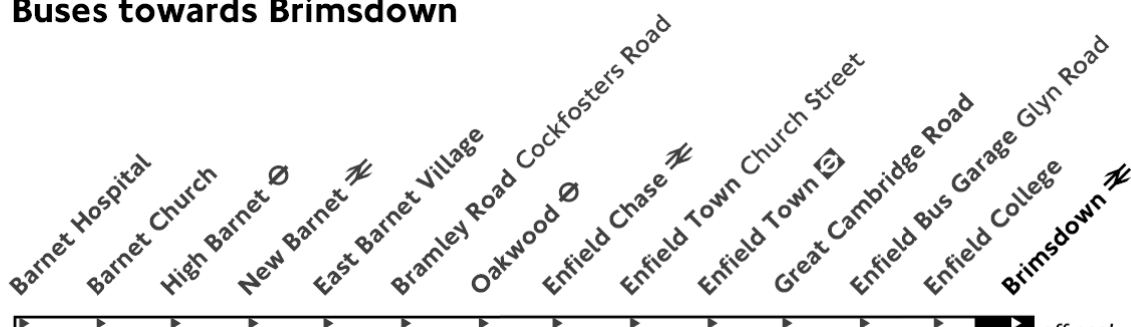 Buses towards Brimsdown
Barnet Hospital
Barnet Church
High Barnet
New Barnet
East Barnet Village
Bramley Road Cockfosters Road
Oakwood
Enfield Chase
Enfield Town Church Street
Enfield Town
Great Cambridge Road
Enfield Bus Garage Glyn Road
Enfield College
Brimsdown